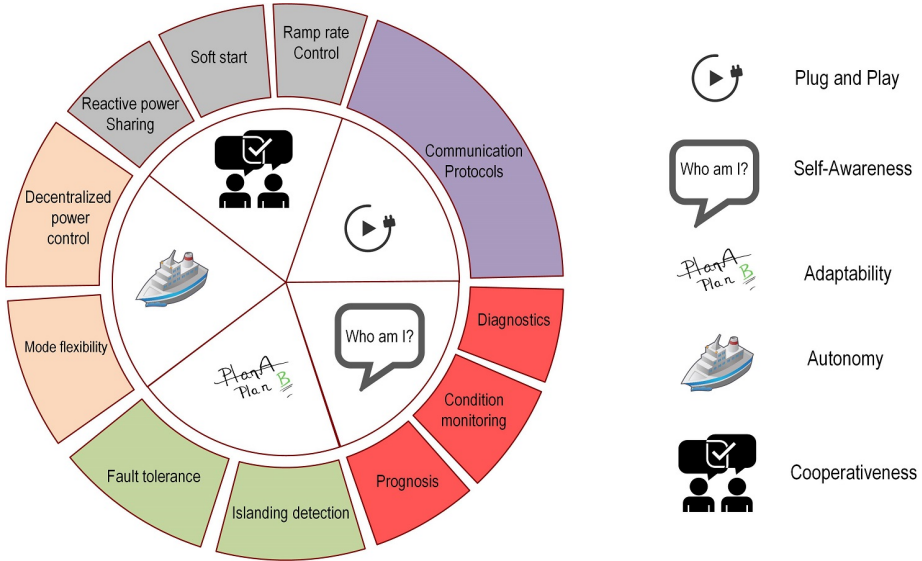 Ramp rate
Control
Soft start
Reactive power
Sharing
Communication
Protocols
Decentralized
power
control
Mode flexibility
Fault tolerance
Islanding detection
Prognosis
Condition
monitoring
Diagnostics
Who am I?
Plan A
Plan B
Plug and Play
Who am I?
Self-Awareness
Plan A
Plan B
Adaptability
Autonomy
Cooperativeness